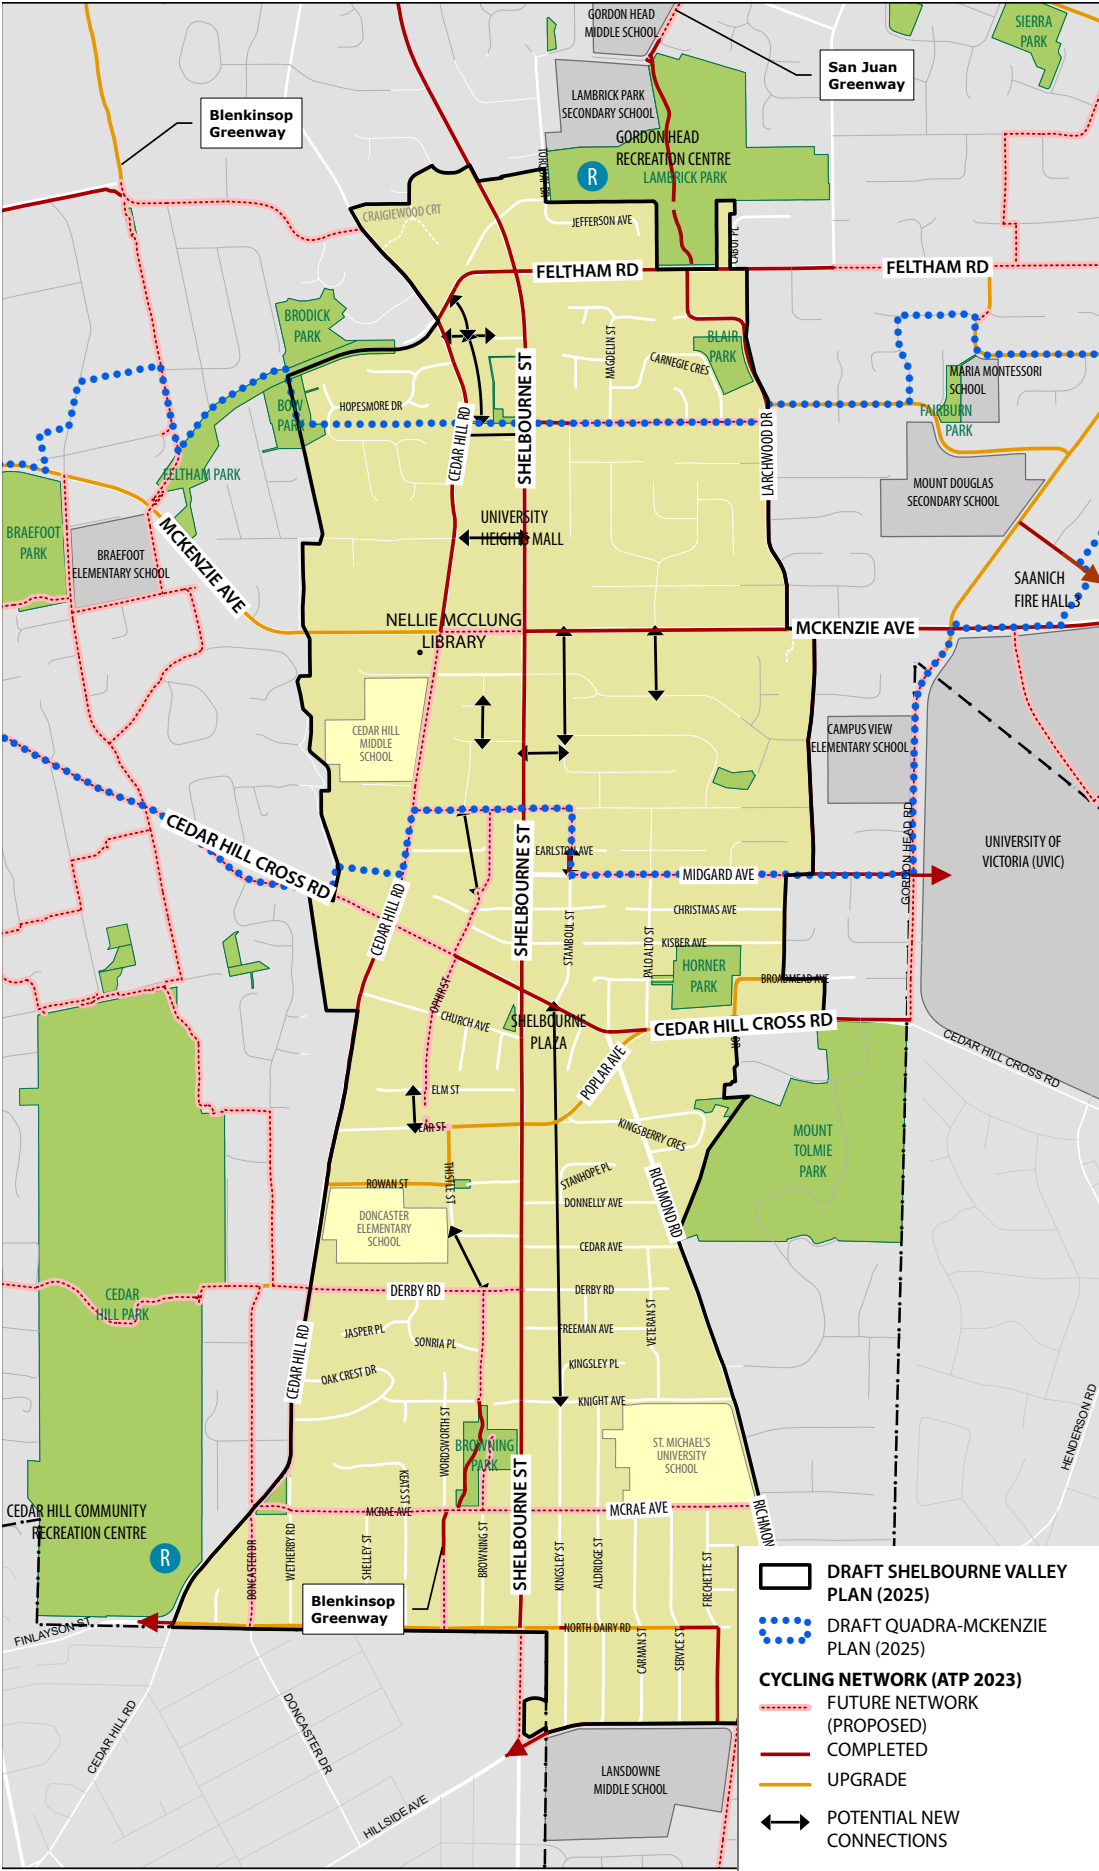 GORDON HEAD
MIDDLE SCHOOL
SIERRA
PARK
San Juan
Greenway
Blenkinsop
Greenway
LAMBRICK PARK
SECONDARY SCHOOL
GORDON HEAD
RECREATION CENTRE
R
LAMBRICK PARK
CRAIGIEWOOD CRT
JEFFERSON AVE
CABOT PL
FELTHAM RD
FELTHAM RD
BRODICK
PARK
MAGDELIN ST
BLAIR
PARK
CARNEGIE CRES
SHELBOURNE ST
MARIA MONTESSORI
SCHOOL
BOW
PARK
HOPESMORE DR
CEDAR HILL RD
LARCHWOOD DR
FAIRBURN
PARK
FELTHAM PARK
MOUNT DOUGLAS
SECONDARY SCHOOL
BRAEFOOT
PARK
BRAEFOOT
ELEMENTARY SCHOOL
MCKENZIE AVE
UNIVERSITY
HEIGHTS MALL
SAANICH
FIRE HALL 3
NELLIE MCCLUNG
LIBRARY
MCKENZIE AVE
CEDAR HILL
MIDDLE
SCHOOL
CAMPUS VIEW
ELEMENTARY SCHOOL
CEDAR HILL CROSS RD
SHELBOURNE ST
EARLSTON AVE
MIDGARD AVE
GORDON HEAD RD
UNIVERSITY OF
VICTORIA (UVIC)
CEDAR HILL RD
CHRISTMAS AVE
STAMBOUL ST
PALO ALTO ST
KISBER AVE
HORNER
PARK
BROADMEAD AVE
OPHIR ST
CHURCH AVE
SHELBOURNE
PLAZA
CEDAR HILL CROSS RD
DR
CEDAR HILL CROSS RD
POPLAR AVE
ELM ST
PEAR ST
KINGSBERRY CRES
MOUNT
TOLMIE
PARK
THISTLE ST
ROWAN ST
STANHOPE PL
DONNELLY AVE
RICHMOND RD
DONCASTER
ELEMENTARY
SCHOOL
CEDAR AVE
CEDAR
HILL PARK
DERBY RD
DERBY RD
VETERAN ST
JASPER PL
SONRIA PL
FREEMAN AVE
CEDAR HILL RD
OAK CREST DR
KINGSLEY PL
KNIGHT AVE
HENDERSON RD
WORDSWORTH ST
BROWNING
PARK
ST. MICHAEL'S
UNIVERSITY
SCHOOL
KEATS ST
SHELBOURNE ST
CEDAR HILL COMMUNITY
RECREATION CENTRE
R
MCRAE AVE
MCRAE AVE
RICHMON
DONCASTER DR
WETHERBY RD
SHELLEY ST
BROWNING ST
KINGSLEY ST
ALDRIDGE ST
FRECHETTE ST
Blenkinsop
Greenway
FINLAYSON ST
NORTH DAIRY RD
CARMAN ST
SERVICE ST
CEDAR HILL RD
DONCASTER DR
HILLSIDE AVE
LANSDOWNE
MIDDLE SCHOOL
DRAFT SHELBOURNE VALLEY
PLAN (2025)
DRAFT QUADRA-MCKENZIE
PLAN (2025)
CYCLING NETWORK (ATP 2023)
FUTURE NETWORK
(PROPOSED)
COMPLETED
UPGRADE
POTENTIAL NEW
CONNECTIONS